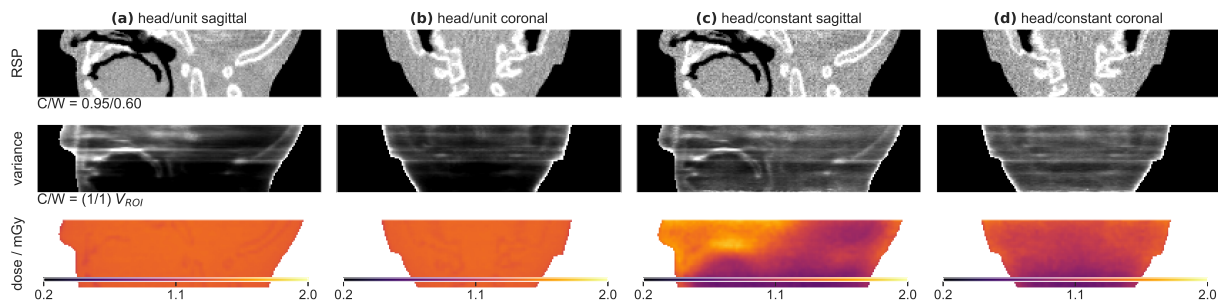 (a) head/unit sagittal
(b) head/unit coronal
(c) head/constant sagittal
(d) head/constant coronal
RSP
C/W = 0.95/0.60
variance
C/W = (1/1) V_ROI
dose / mGy
0.2 1.1 2.0
0.2 1.1 2.0
0.2 1.1 2.0
0.2 1.1 2.0